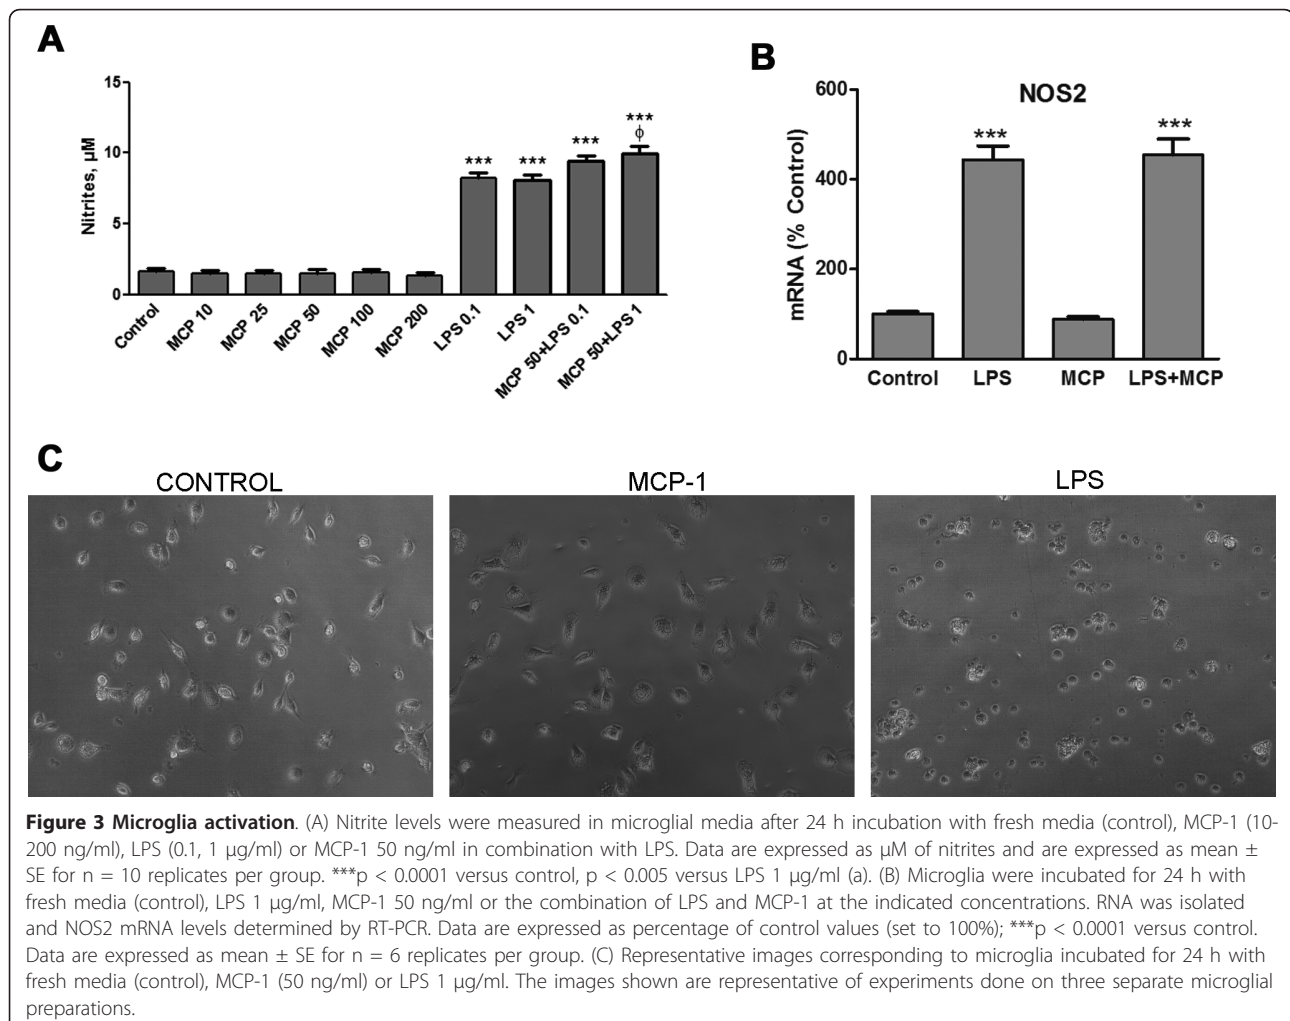 A
15
10
5
0
Nitrites, µM
***
***
***
***
ϕ
Control
MCP 10
MCP 25
MCP 50
MCP 100
MCP 200
LPS 0.1
LPS 1
MCP 50+LPS 0.1
MCP 50+LPS 1
B
NOS2
600
400
200
0
mRNA (% Control)
***
***
Control
LPS
MCP
LPS+MCP
C
CONTROL
MCP-1
LPS
Figure 3 Microglia activation. (A) Nitrite levels were measured in microglial media after 24 h incubation with fresh media (control), MCP-1 (10-
200 ng/ml), LPS (0.1, 1 µg/ml) or MCP-1 50 ng/ml in combination with LPS. Data are expressed as µM of nitrites and are expressed as mean ±
SE for n = 10 replicates per group. ***p < 0.0001 versus control, p < 0.005 versus LPS 1 µg/ml (a). (B) Microglia were incubated for 24 h with
fresh media (control), LPS 1 µg/ml, MCP-1 50 ng/ml or the combination of LPS and MCP-1 at the indicated concentrations. RNA was isolated
and NOS2 mRNA levels determined by RT-PCR. Data are expressed as percentage of control values (set to 100%); ***p < 0.0001 versus control.
Data are expressed as mean ± SE for n = 6 replicates per group. (C) Representative images corresponding to microglia incubated for 24 h with
fresh media (control), MCP-1 (50 ng/ml) or LPS 1 µg/ml. The images shown are representative of experiments done on three separate microglial
preparations.